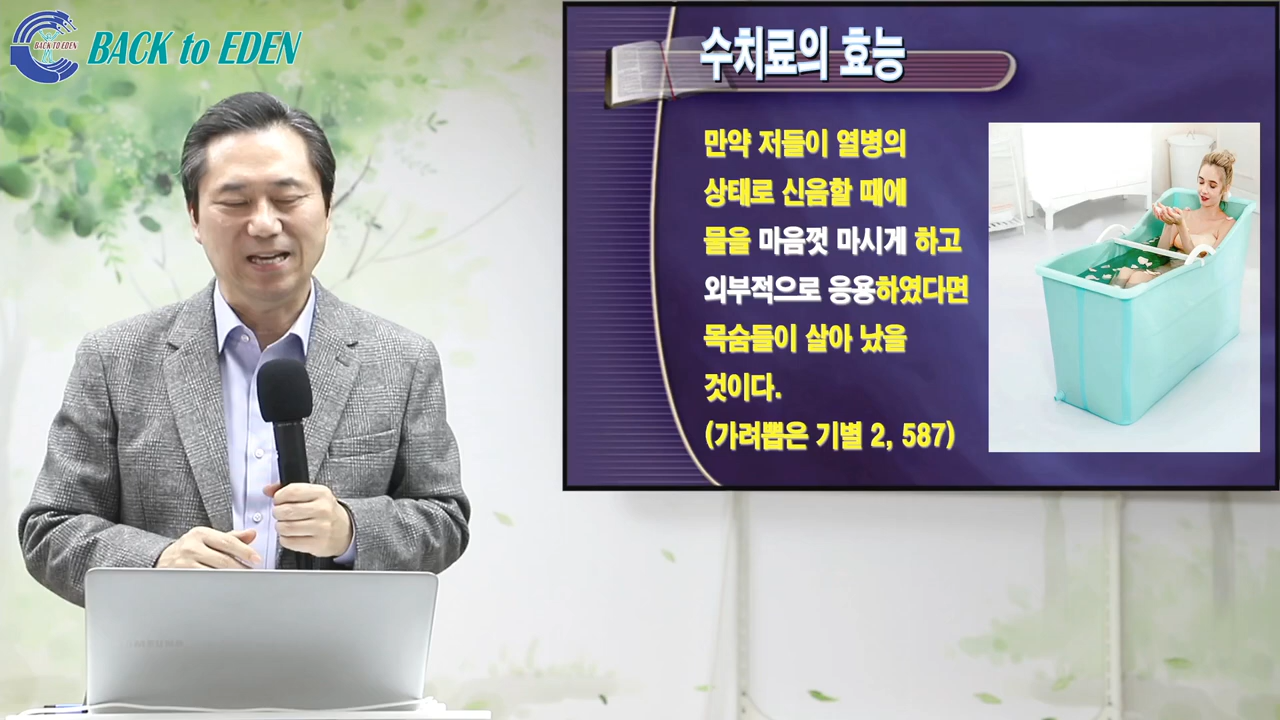 BACK TO EDEN
BACK to EDEN
수치료의 효능
만약 저들이 열병의
상태로 신음할 때에
물을 마음껏 마시게 하고
외부적으로 응용하였다면
목숨들이 살아 났을
것이다.
(가려뽑은 기별 2, 587)